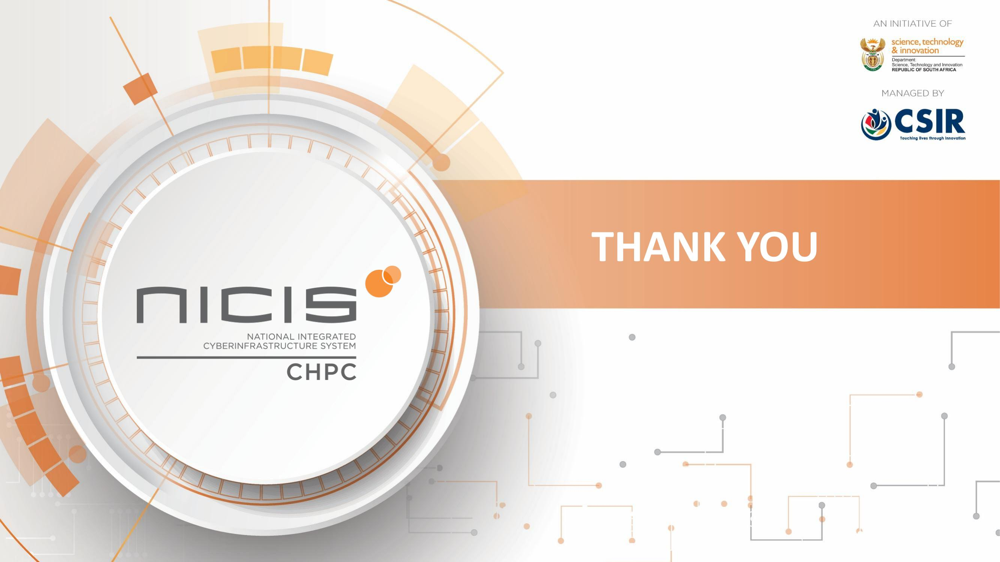 AN INITIATIVE OF
science, technology
& innovation
Department:
Science, Technology and Innovation
REPUBLIC OF SOUTH AFRICA
MANAGED BY
CSIR
Touching lives through innovation
THANK YOU
NICIS
NATIONAL INTEGRATED
CYBERINFRASTRUCTURE SYSTEM
CHPC